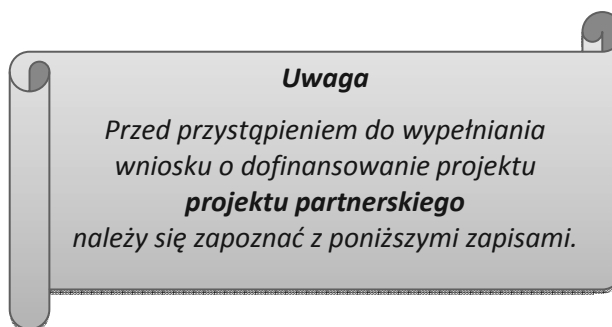 Uwaga
Przed przystąpieniem do wypełniania
wniosku o dofinansowanie projektu
projektu partnerskiego
należy się zapoznać z poniższymi zapisami.